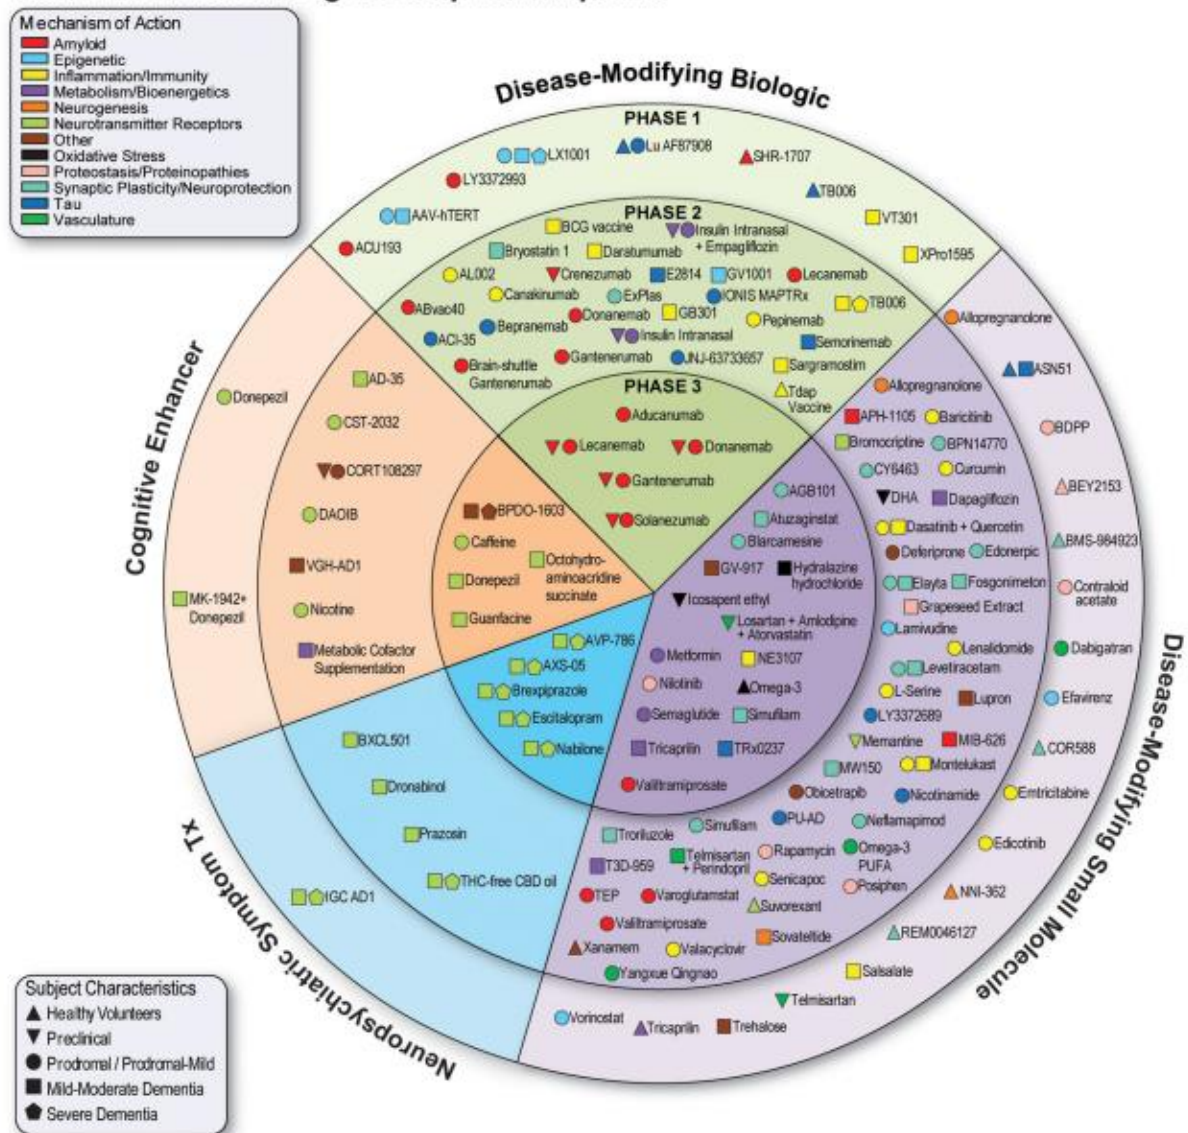 Mechanism of Action
Amyloid
Epigenetic
Inflammation/Immunity
Metabolism/Bioenergetics
Neurogenesis
Neurotransmitter Receptors
Other
Oxidative Stress
Proteostasis/Proteinopathies
Synaptic Plasticity/Neuroprotection
Tau
Vasculature
Disease-Modifying Biologic
PHASE 1
Lu AF87908
LX1001
SHR-1707
LY3372993
TB006
AAV-hTERT
VT301
ACU193
XPro1595
PHASE 2
BCG vaccine
Insulin Intranasal
+ Empagliflozin
Bryostatin 1
Daratumumab
AL002
Crenezumab
E2814
GV1001
Lecanemab
Canakinumab
ExPlas
IONIS MAPTRx
TB006
ABvac40
Donanemab
GB301
Pepinemab
Bepranemab
ACI-35
Insulin Intranasal
Semorinemab
Brain-shuttle
Gantenerumab
Gantenerumab
JNJ-63733657
Sargramostim
Tdap
Vaccine
PHASE 3
Aducanumab
Lecanemab
Donanemab
Gantenerumab
Solanezumab
Cognitive Enhancer
Donepezil
MK-1942+
Donepezil
AD-35
CST-2032
CORT108297
DAOIB
VGH-AD1
Nicotine
Metabolic Cofactor
Supplementation
BPDO-1603
Caffeine
Octohydro-
aminoacridine
succinate
Donepezil
Guanfacine
Neuropsychiatric Symptom Tx
AVP-786
AXS-05
Brexpiprazole
Escitalopram
Nabilone
BXCL501
Dronabinol
Prazosin
THC-free CBD oil
IGC AD1
Disease-Modifying Small Molecule
AGB101
Atuzaginstat
Blarcamesine
GV-917
Hydralazine
hydrochloride
Icosapent ethyl
Losartan + Amlodipine
+ Atorvastatin
Metformin
NE3107
Nilotinib
Omega-3
Semaglutide
Simufilam
Tricaprilin
TRx0237
Valiltramiprosate
Allopregnanolone
APH-1105
Baricitinib
Bromocriptine
BPN14770
CY6463
Curcumin
DHA
Dapagliflozin
Dasatinib + Quercetin
Deferiprone
Edonerpic
Elayta
Fosgonimeton
Grapeseed Extract
Lamivudine
Lenalidomide
Levetiracetam
L-Serine
Lupron
LY3372689
Memantine
MIB-626
MW150
Montelukast
Obicetrapib
Nicotinamide
PU-AD
Neflamapimod
Simufilam
Troriluzole
Rapamycin
Omega-3
PUFA
T3D-959
Telmisartan
+ Perindopril
Senicapoc
Posiphen
TEP
Varoglutamstat
Suvorexant
Valiltramiprosate
Sovateltide
Xanamem
Valacyclovir
Yangxue Qingnao
Allopregnanolone
ASN51
BDPP
BEY2153
BMS-984923
Contraloid
acetate
Dabigatran
Efavirenz
COR588
Emtricitabine
Edicotinib
NNI-362
REM0046127
Salsalate
Telmisartan
Vorinostat
Tricaprilin
Trehalose
Subject Characteristics
Healthy Volunteers
Preclinical
Prodromal / Prodromal-Mild
Mild-Moderate Dementia
Severe Dementia